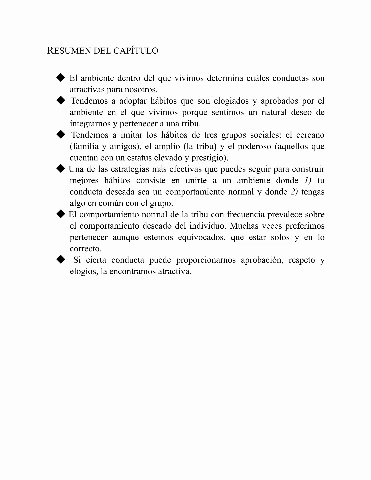 RESUMEN DEL CAPÍTULO
◆ El ambiente dentro del que vivimos determina cuáles conductas son
atractivas para nosotros.
◆ Tendemos a adoptar hábitos que son elogiados y aprobados por el
ambiente en el que vivimos porque sentimos un natural deseo de
integrarnos y pertenecer a una tribu.
◆ Tendemos a imitar los hábitos de tres grupos sociales: el cercano
(familia y amigos), el amplio (la tribu) y el poderoso (aquellos que
cuentan con un estatus elevado y prestigio).
◆ Una de las estrategias más efectivas que puedes seguir para construir
mejores hábitos consiste en unirte a un ambiente donde 1) tu
conducta deseada sea un comportamiento normal y donde 2) tengas
algo en común con el grupo.
◆ El comportamiento normal de la tribu con frecuencia prevalece sobre
el comportamiento deseado del individuo. Muchas veces preferimos
pertenecer aunque estemos equivocados, que estar solos y en lo
correcto.
◆ Si cierta conducta puede proporcionarnos aprobación, respeto y
elogios, la encontramos atractiva.